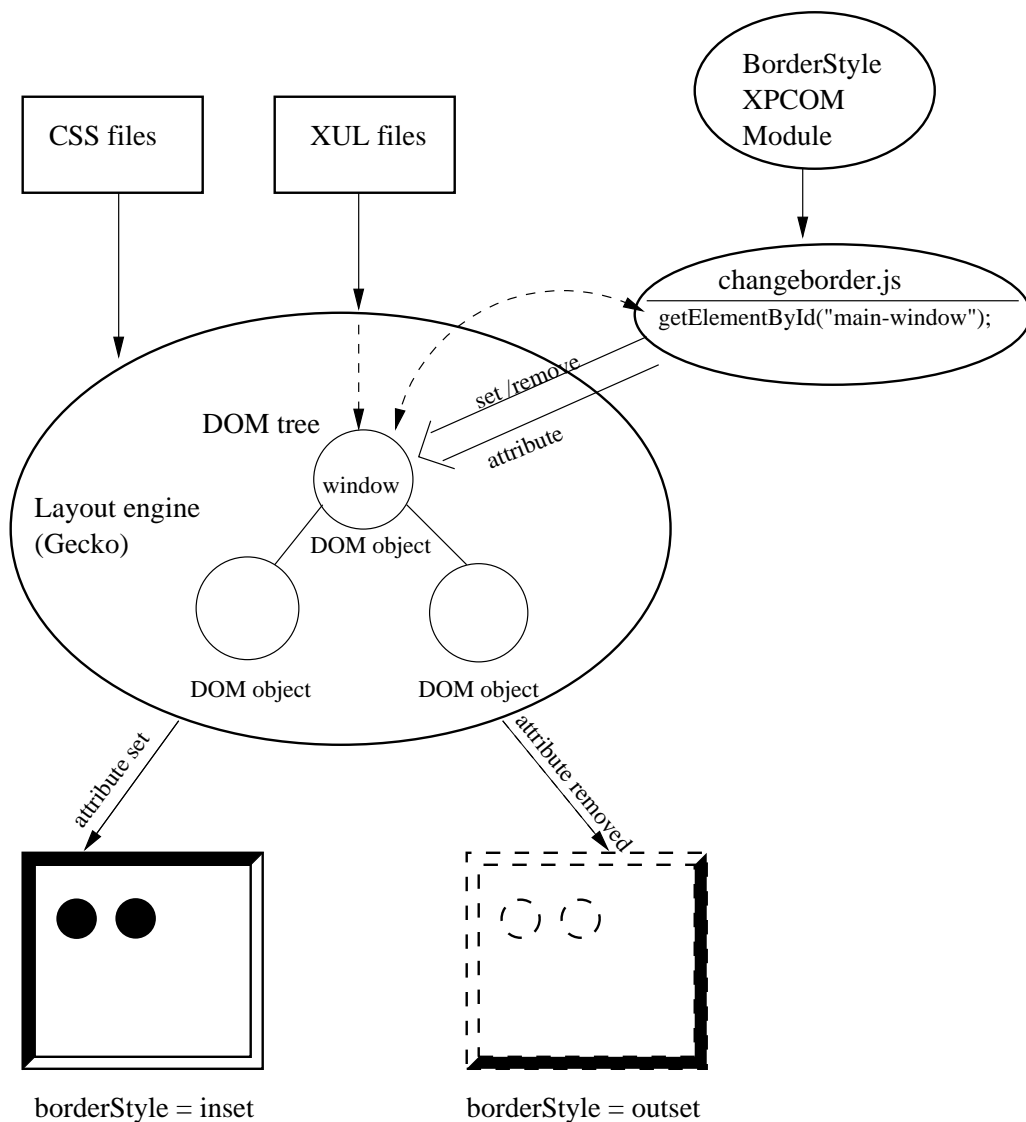 BorderStyle
XPCOM
Module
CSS files
XUL files
changeborder.js
getElementById("main-window");
set /remove
attribute
DOM tree
window
Layout engine
(Gecko)
DOM object
DOM object
DOM object
attribute set
attribute removed
borderStyle = inset
borderStyle = outset